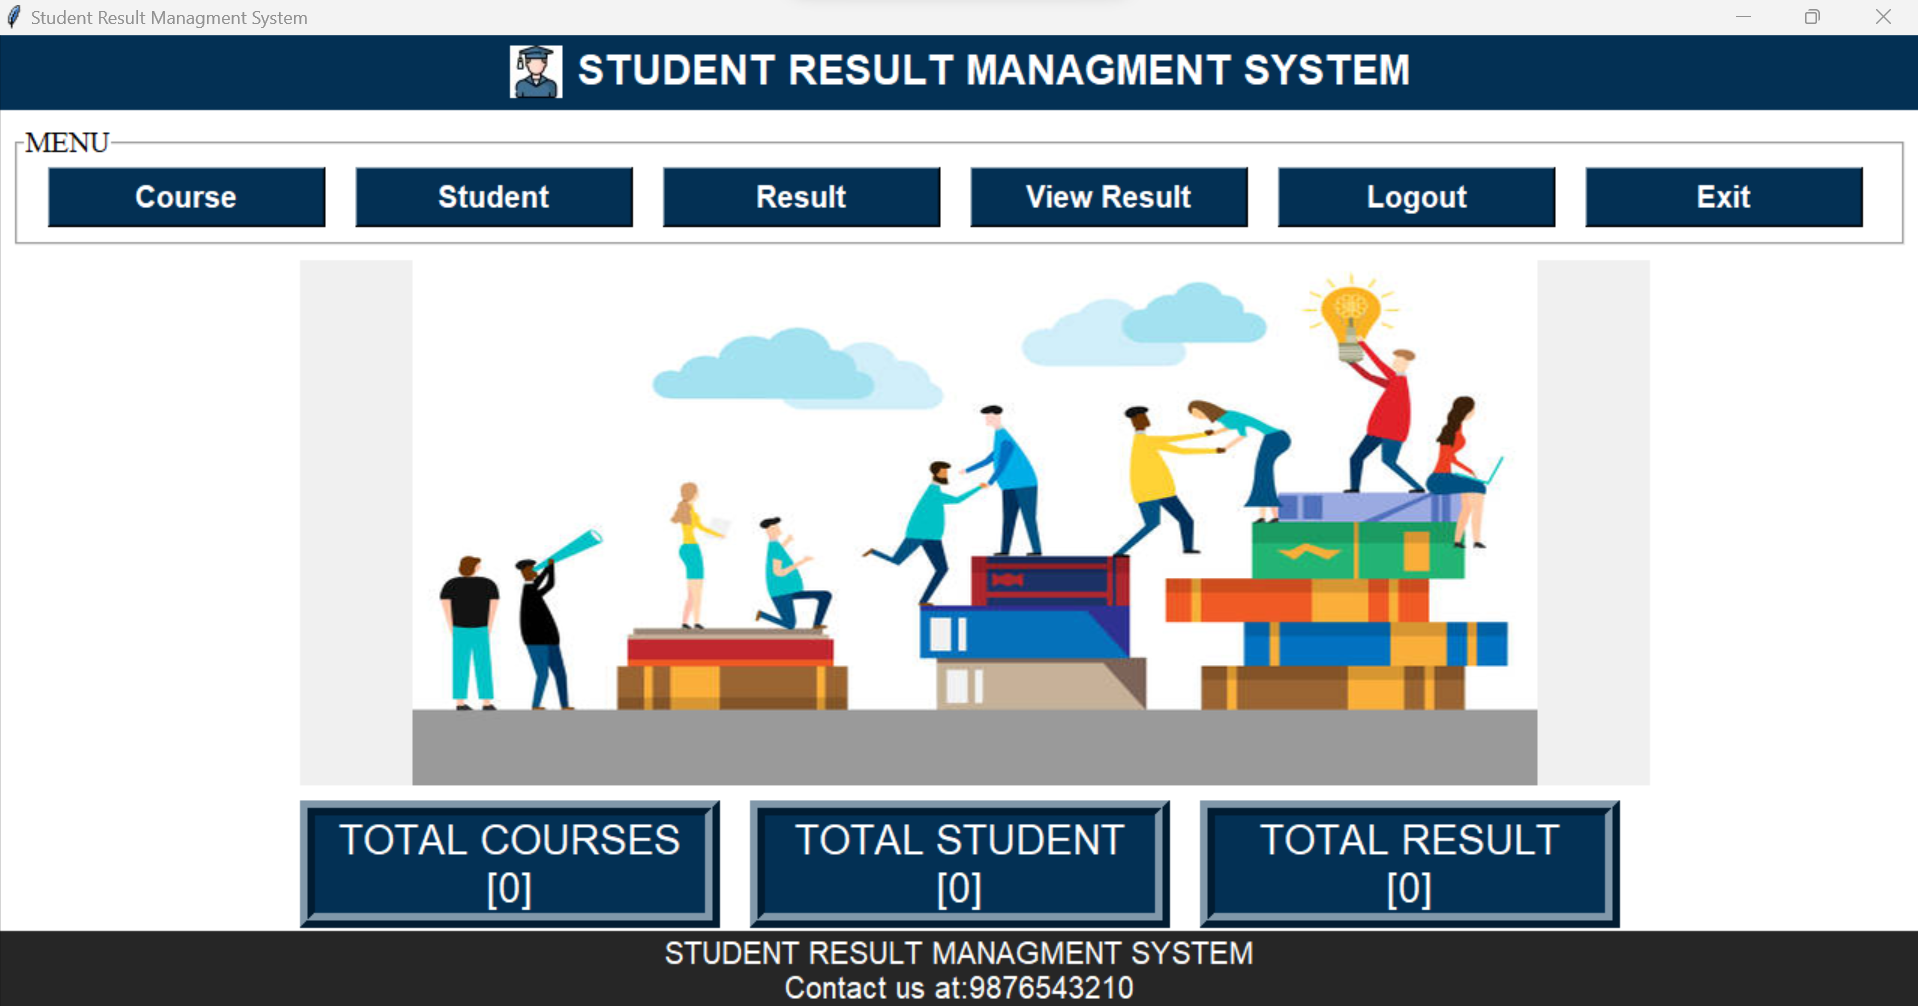 Student Result Managment System
STUDENT RESULT MANAGMENT SYSTEM
MENU
Course Student Result View Result Logout Exit
TOTAL COURSES TOTAL STUDENT TOTAL RESULT
[0] [0] [0]
STUDENT RESULT MANAGMENT SYSTEM
Contact us at:9876543210